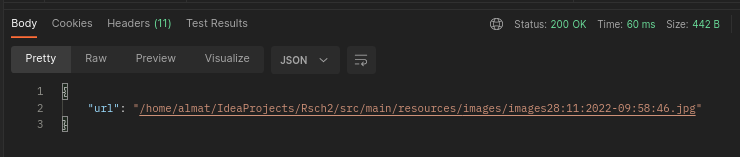 Body Cookies Headers (11) Test Results Status: 200 OK Time: 60 ms Size: 442 B
Pretty Raw Preview Visualize JSON
1 {
2 "url": "/home/almat/IdeaProjects/Rsch2/src/main/resources/images/images28:11:2022-09:58:46.jpg"
3 }